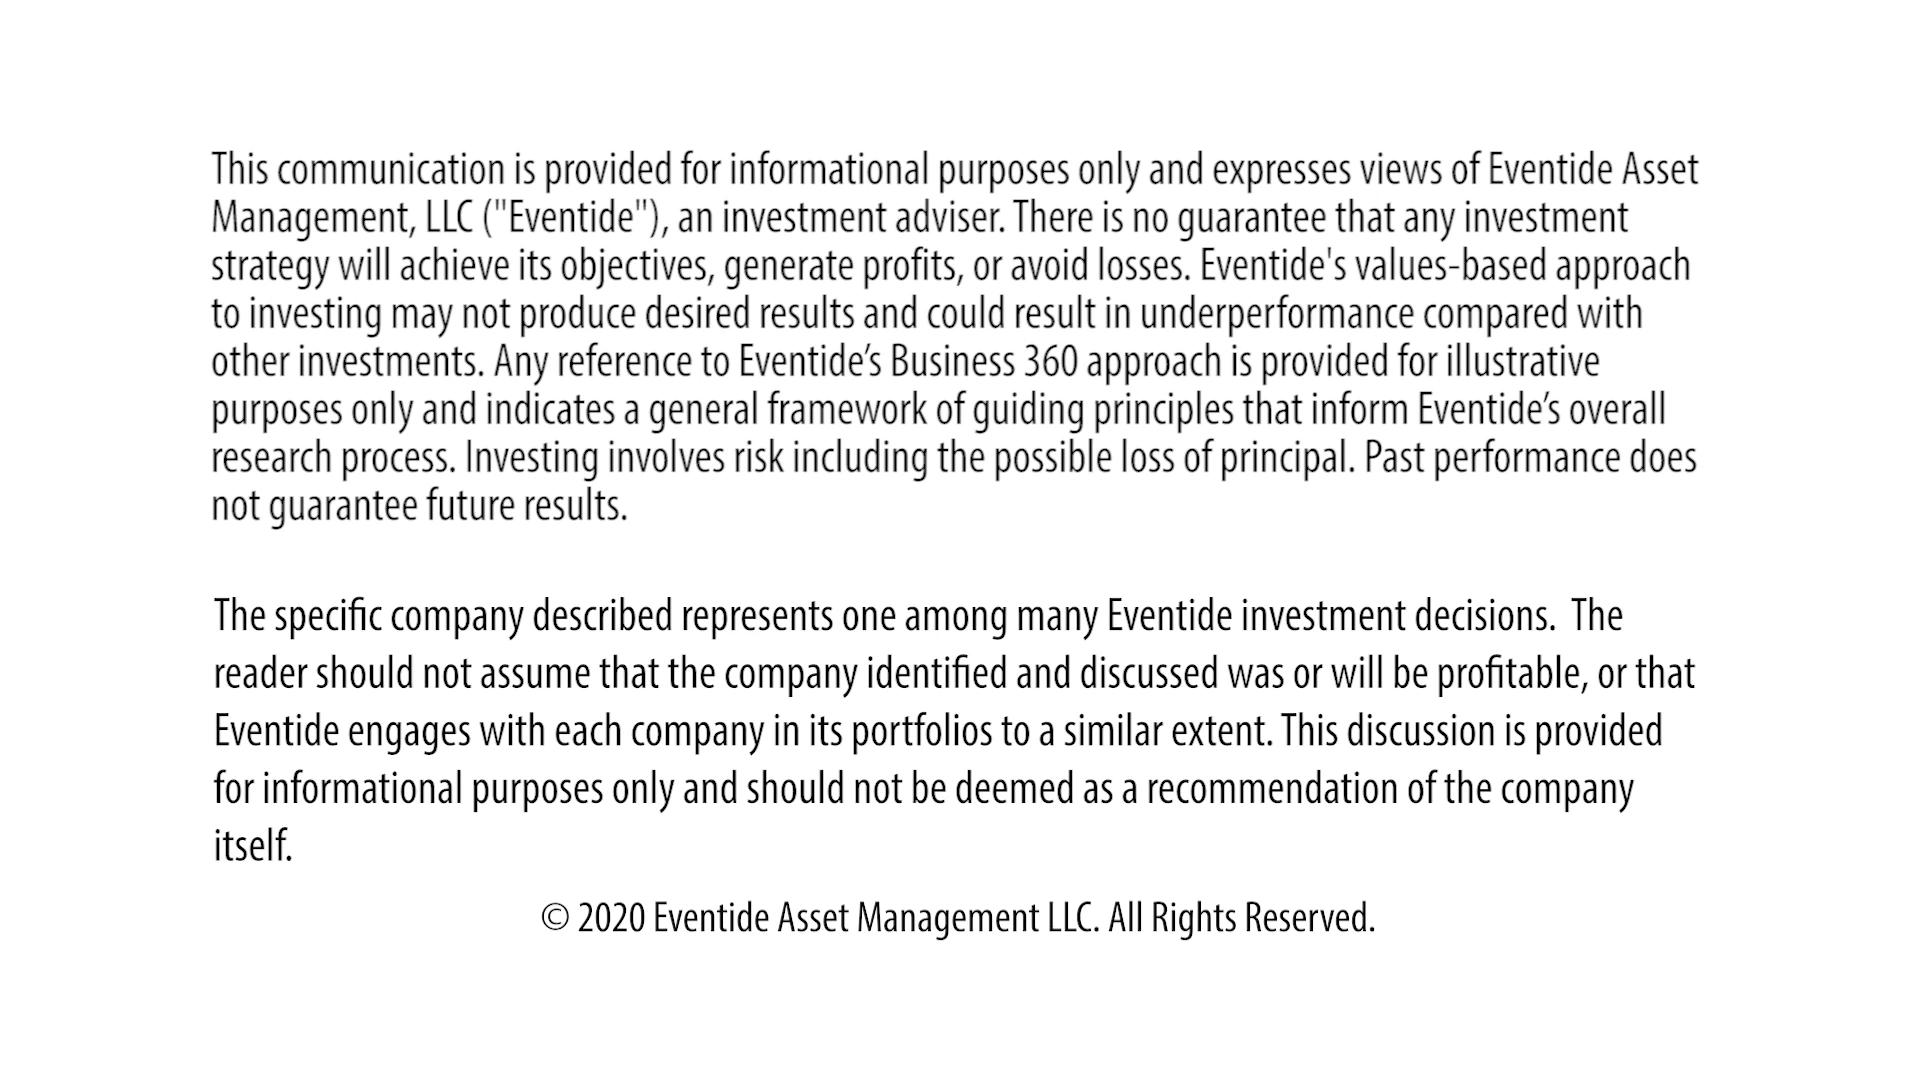 This communication is provided for informational purposes only and expresses views of Eventide Asset
Management, LLC ("Eventide"), an investment adviser. There is no guarantee that any investment
strategy will achieve its objectives, generate profits, or avoid losses. Eventide's values-based approach
to investing may not produce desired results and could result in underperformance compared with
other investments. Any reference to Eventide’s Business 360 approach is provided for illustrative
purposes only and indicates a general framework of guiding principles that inform Eventide’s overall
research process. Investing involves risk including the possible loss of principal. Past performance does
not guarantee future results.
The specific company described represents one among many Eventide investment decisions.  The
reader should not assume that the company identified and discussed was or will be profitable, or that
Eventide engages with each company in its portfolios to a similar extent. This discussion is provided
for informational purposes only and should not be deemed as a recommendation of the company
itself.
© 2020 Eventide Asset Management LLC. All Rights Reserved.